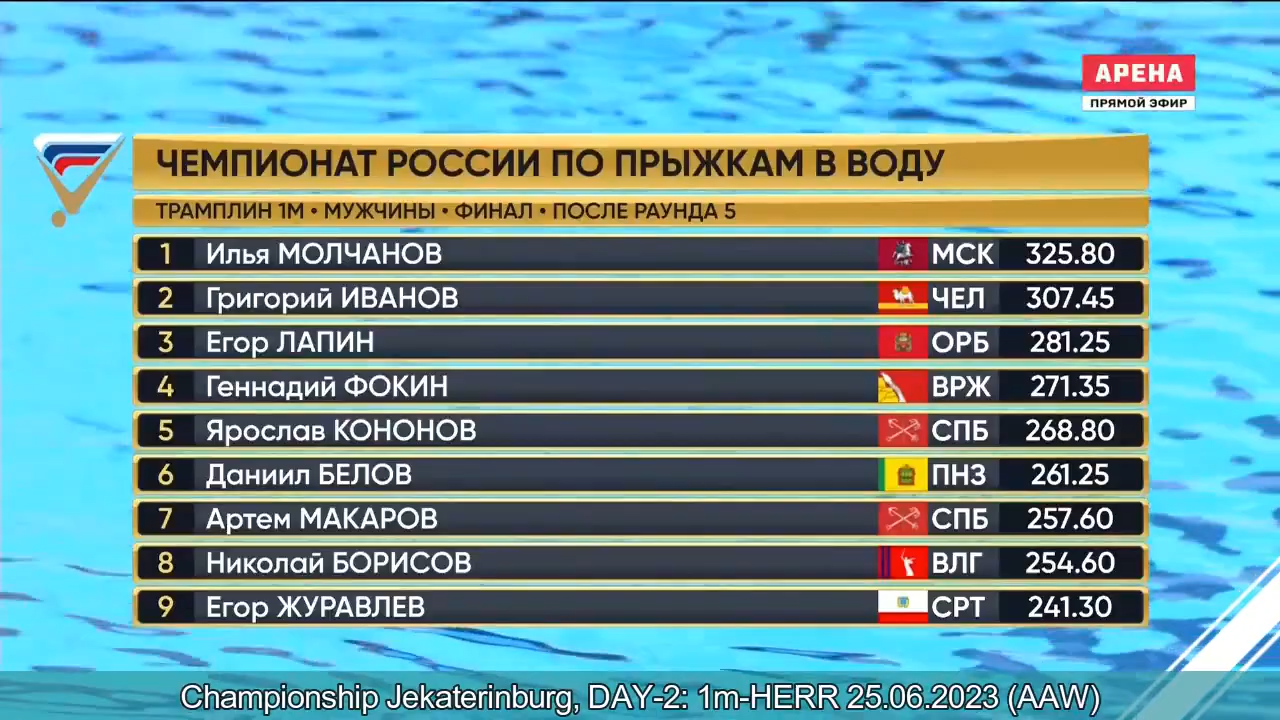 АРЕНА
ПРЯМОЙ ЭФИР
ЧЕМПИОНАТ РОССИИ ПО ПРЫЖКАМ В ВОДУ
ТРАМПЛИН 1М • МУЖЧИНЫ • ФИНАЛ • ПОСЛЕ РАУНДА 5
1 Илья МОЛЧАНОВ МСК 325.80
2 Григорий ИВАНОВ ЧЕЛ 307.45
3 Егор ЛАПИН ОРБ 281.25
4 Геннадий ФОКИН ВРЖ 271.35
5 Ярослав КОНОНОВ СПБ 268.80
6 Даниил БЕЛОВ ПНЗ 261.25
7 Артем МАКАРОВ СПБ 257.60
8 Николай БОРИСОВ ВЛГ 254.60
9 Егор ЖУРАВЛЕВ СРТ 241.30
Championship Jekaterinburg, DAY-2: 1m-HERR 25.06.2023 (AAW)